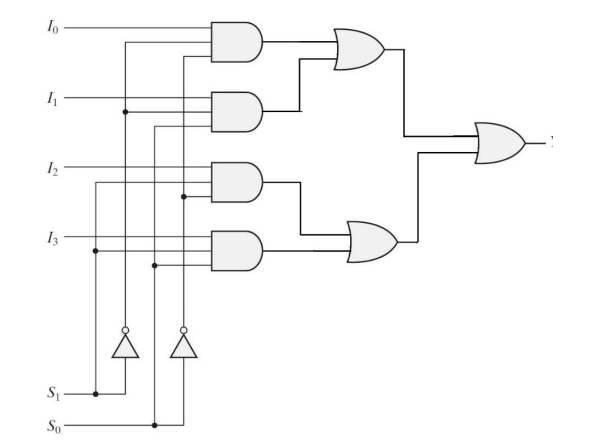 I₀
I₁
I₂
I₃
S₁
S₀